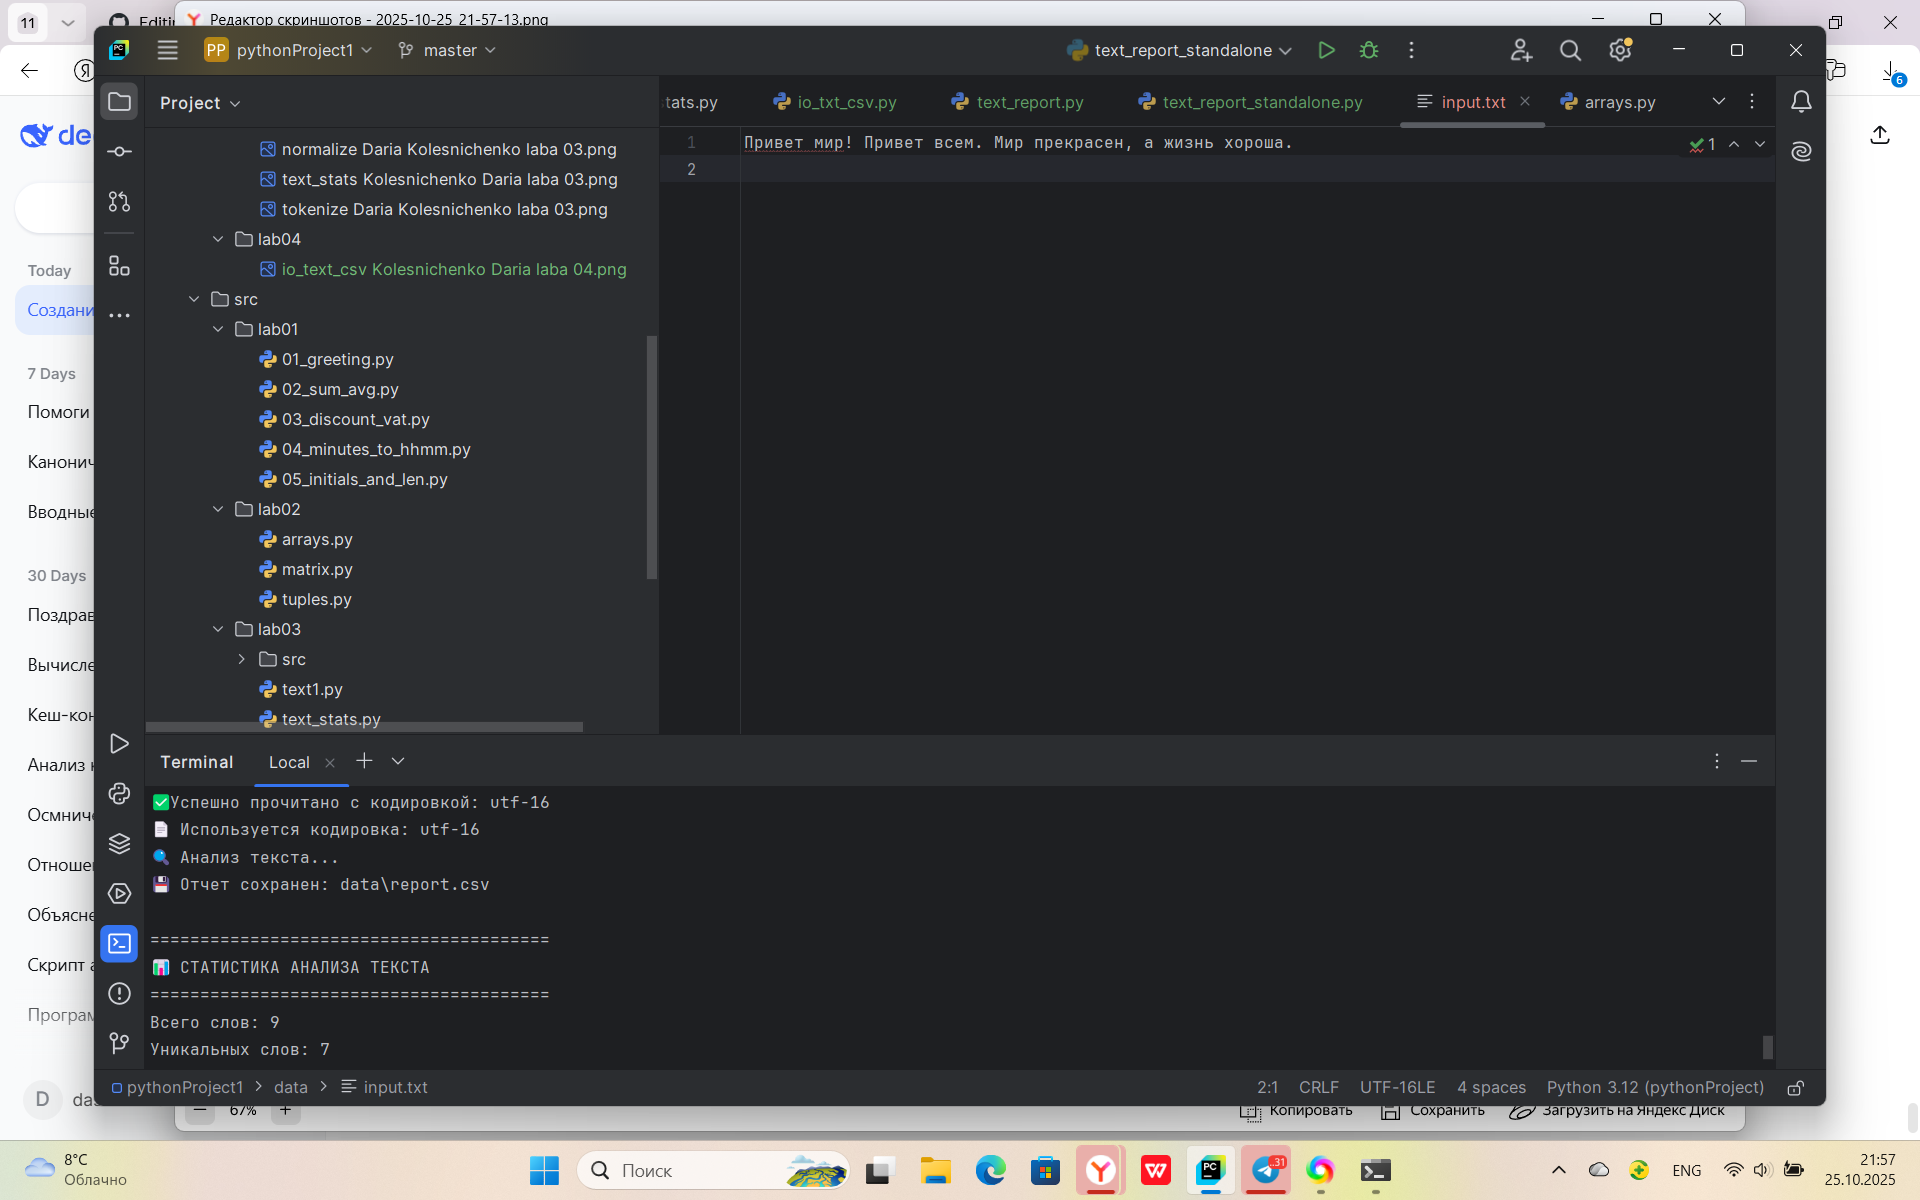 11
Editi
Редактор скриншотов - 2025-10-25_21-57-13.png
PP pythonProject1
master
text_report_standalone
6
Project
tats.py
io_txt_csv.py
text_report.py
text_report_standalone.py
input.txt
arrays.py
de
Today
Создани
7 Days
Помоги
Канонич
Вводные
30 Days
Поздрав
Вычисле
Кеш-кон
Анализ
Осмниче
Отношен
Объясне
Скрипт а
Програм
D
das
normalize Daria Kolesnichenko laba 03.png
text_stats Kolesnichenko Daria laba 03.png
tokenize Daria Kolesnichenko laba 03.png
lab04
io_text_csv Kolesnichenko Daria laba 04.png
src
lab01
01_greeting.py
02_sum_avg.py
03_discount_vat.py
04_minutes_to_hhmm.py
05_initials_and_len.py
lab02
arrays.py
matrix.py
tuples.py
lab03
src
text1.py
text_stats.py
1 Привет мир! Привет всем. Мир прекрасен, а жизнь хороша.
2
1
Terminal
Local
Успешно прочитано с кодировкой: utf-16
Используется кодировка: utf-16
Анализ текста...
Отчет сохранен: data\report.csv
========================================
СТАТИСТИКА АНАЛИЗА ТЕКСТА
========================================
Всего слов: 9
Уникальных слов: 7
pythonProject1 > data > input.txt
2:1 CRLF UTF-16LE 4 spaces Python 3.12 (pythonProject)
67%
Копировать
Сохранить
Загрузить на Яндекс Диск
8°C
Облачно
Поиск
31
ENG
21:57
25.10.2025